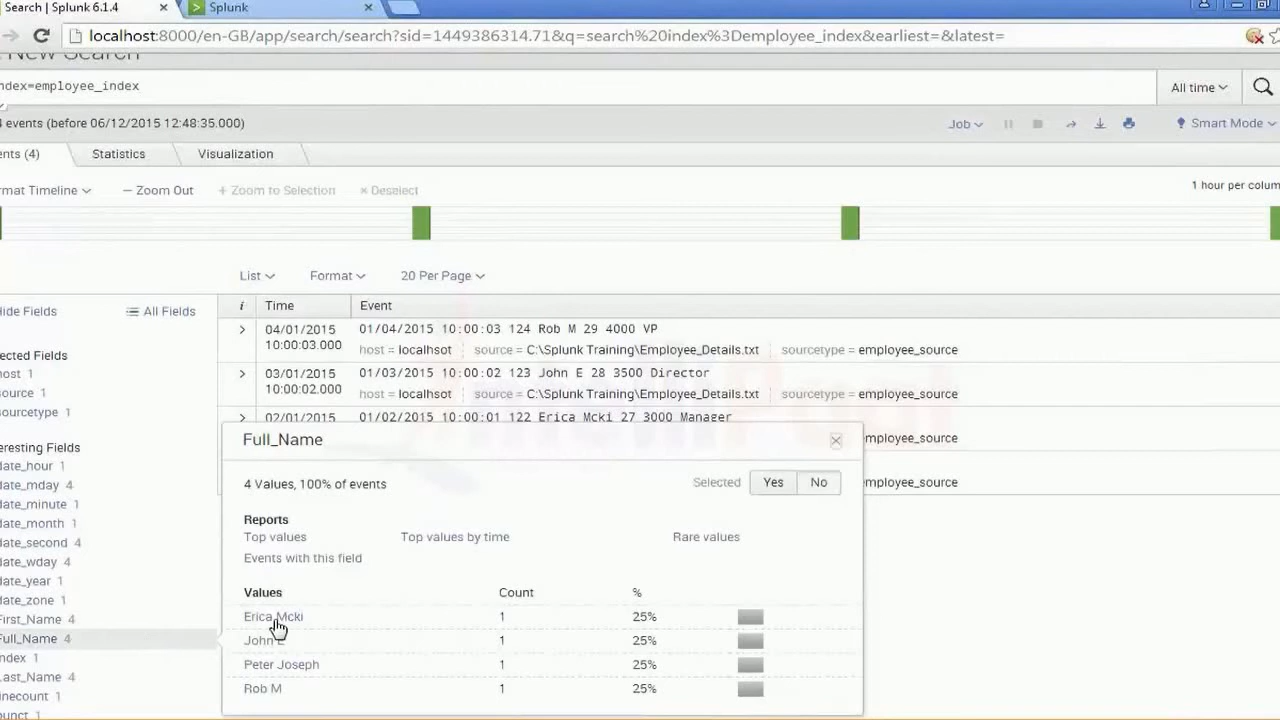 Search | Splunk 6.1.4
Splunk
localhost:8000/en-GB/app/search/search?sid=1449386314.71&q=search%20index%3Demployee_index&earliest=&latest=
New Search
ndex=employee_index
All time
4 events (before 06/12/2015 12:48:35.000)
Job
Smart Mode
ents (4)
Statistics
Visualization
rmat Timeline
— Zoom Out
+ Zoom to Selection
× Deselect
1 hour per colum
List
Format
20 Per Page
Hide Fields
All Fields
i
Time
Event
04/01/2015
10:00:03.000
01/04/2015 10:00:03 124 Rob M 29 4000 VP
host = localhsot
source = C:\Splunk Training\Employee_Details.txt
sourcetype = employee_source
03/01/2015
10:00:02.000
01/03/2015 10:00:02 123 John E 28 3500 Director
host = localhsot
source = C:\Splunk Training\Employee_Details.txt
sourcetype = employee_source
02/01/2015
01/02/2015 10:00:01 122 Erica Mcki 27 3000 Manager
employee_source
employee_source
ected Fields
host 1
source 1
sourcetype 1
eresting Fields
date_hour 1
date_mday 4
date_minute 1
date_month 1
date_second 4
date_wday 4
date_year 1
date_zone 1
First_Name 4
Full_Name 4
index 1
Last_Name 4
linecount 1
punct 1
Full_Name
4 Values, 100% of events
Selected
Yes
No
Reports
Top values
Top values by time
Rare values
Events with this field
Values
Count
%
Erica Mcki
1
25%
John E
1
25%
Peter Joseph
1
25%
Rob M
1
25%